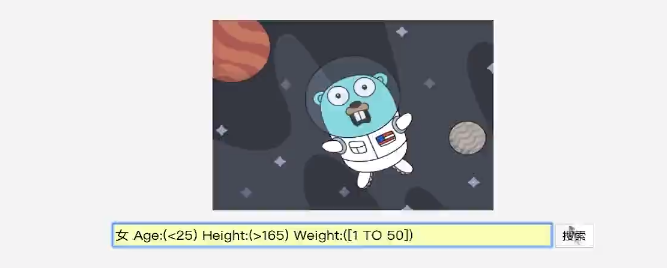 女 Age:(<25) Height:(>165) Weight:([1 TO 50])
搜索